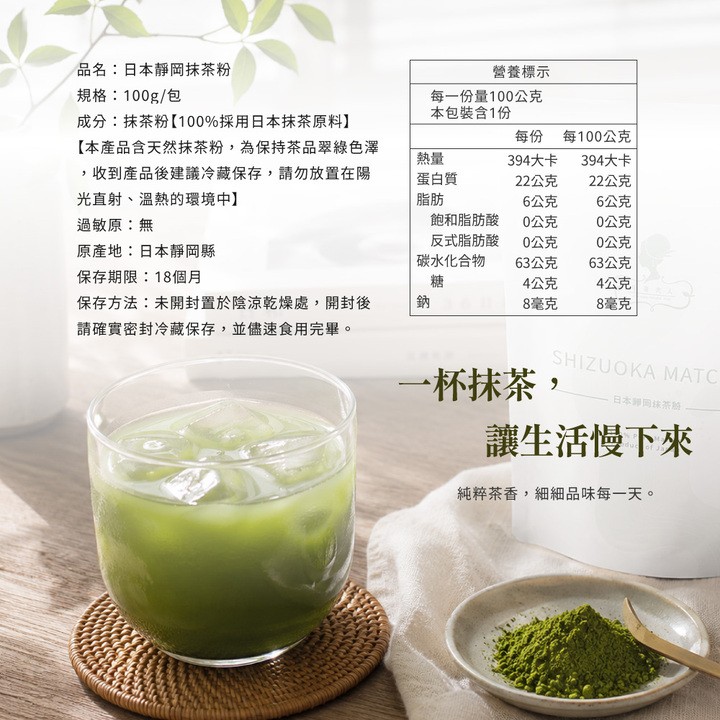 品名：日本靜岡抹茶粉
規格：100g/包
成分：抹茶粉【100%採用日本抹茶原料】
【本產品含天然抹茶粉，為保持茶品翠綠色澤
，收到產品後建議冷藏保存，請勿放置在陽
光直射、溫熱的環境中】
過敏原：無
原產地：日本靜岡縣
保存期限：18個月
保存方法：未開封置於陰涼乾燥處，開封後
請確實密封冷藏保存，並儘速食用完畢。
營養標示
每一份量100公克
本包裝含1份
每份 每100公克
熱量 394大卡 394大卡
蛋白質 22公克 22公克
脂肪 6公克 6公克
飽和脂肪酸 0公克 0公克
反式脂肪酸 0公克 0公克
碳水化合物 63公克 63公克
糖 4公克 4公克
鈉 8毫克 8毫克
SHIZUOKA MATC
日本靜岡抹茶粉
一杯抹茶，
讓生活慢下來
純粹茶香，細細品味每一天。